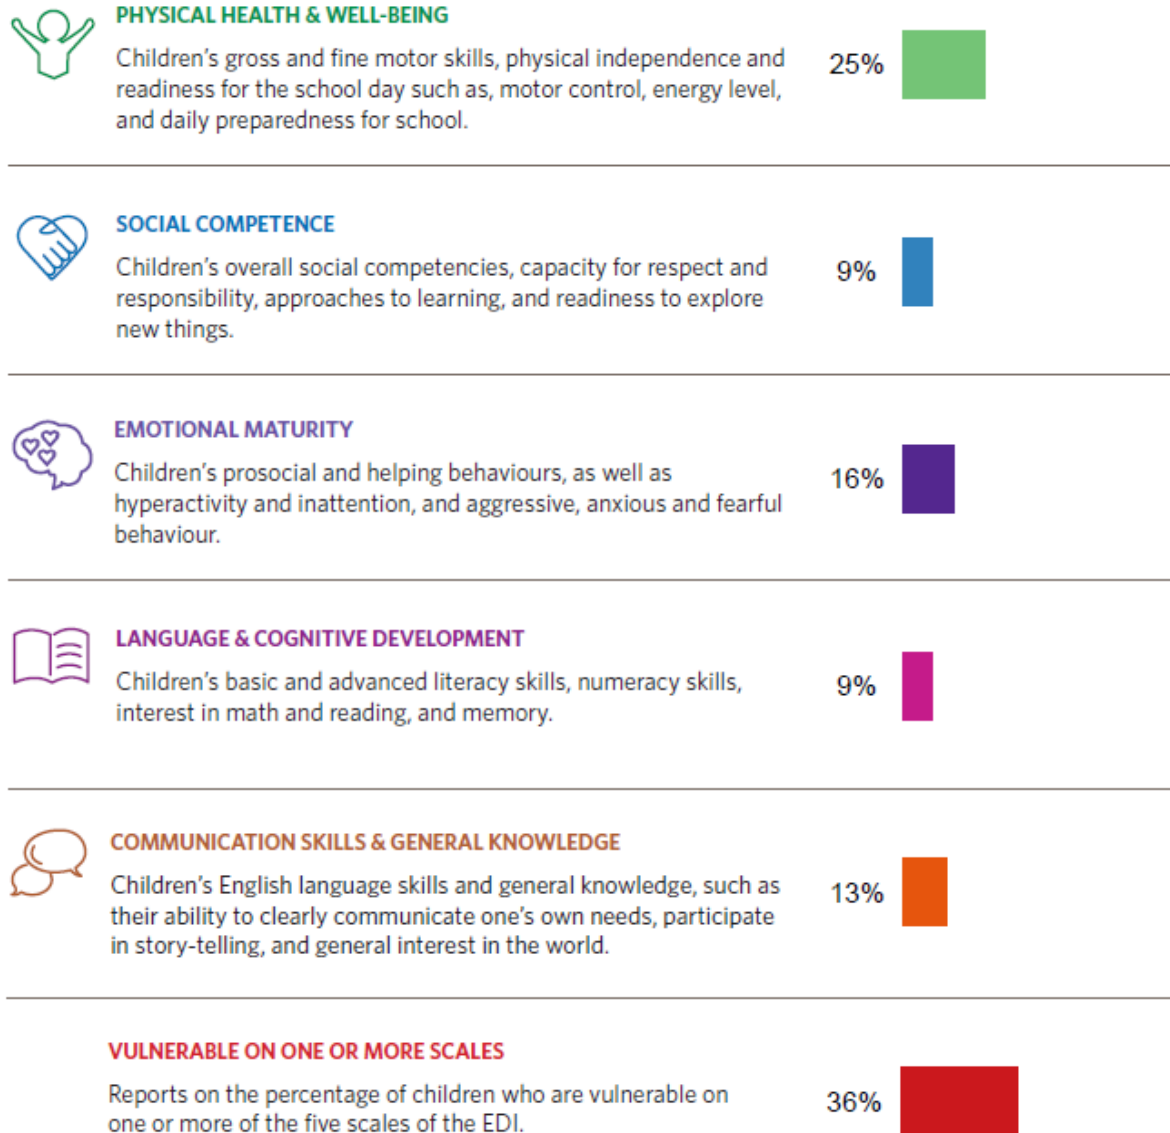 PHYSICAL HEALTH & WELL-BEING
Children's gross and fine motor skills, physical independence and
readiness for the school day such as, motor control, energy level,
and daily preparedness for school.
25%
SOCIAL COMPETENCE
Children's overall social competencies, capacity for respect and
responsibility, approaches to learning, and readiness to explore
new things.
9%
EMOTIONAL MATURITY
Children's prosocial and helping behaviours, as well as
hyperactivity and inattention, and aggressive, anxious and fearful
behaviour.
16%
LANGUAGE & COGNITIVE DEVELOPMENT
Children's basic and advanced literacy skills, numeracy skills,
interest in math and reading, and memory.
9%
COMMUNICATION SKILLS & GENERAL KNOWLEDGE
Children's English language skills and general knowledge, such as
their ability to clearly communicate one's own needs, participate
in story-telling, and general interest in the world.
13%
VULNERABLE ON ONE OR MORE SCALES
Reports on the percentage of children who are vulnerable on
one or more of the five scales of the EDI.
36%